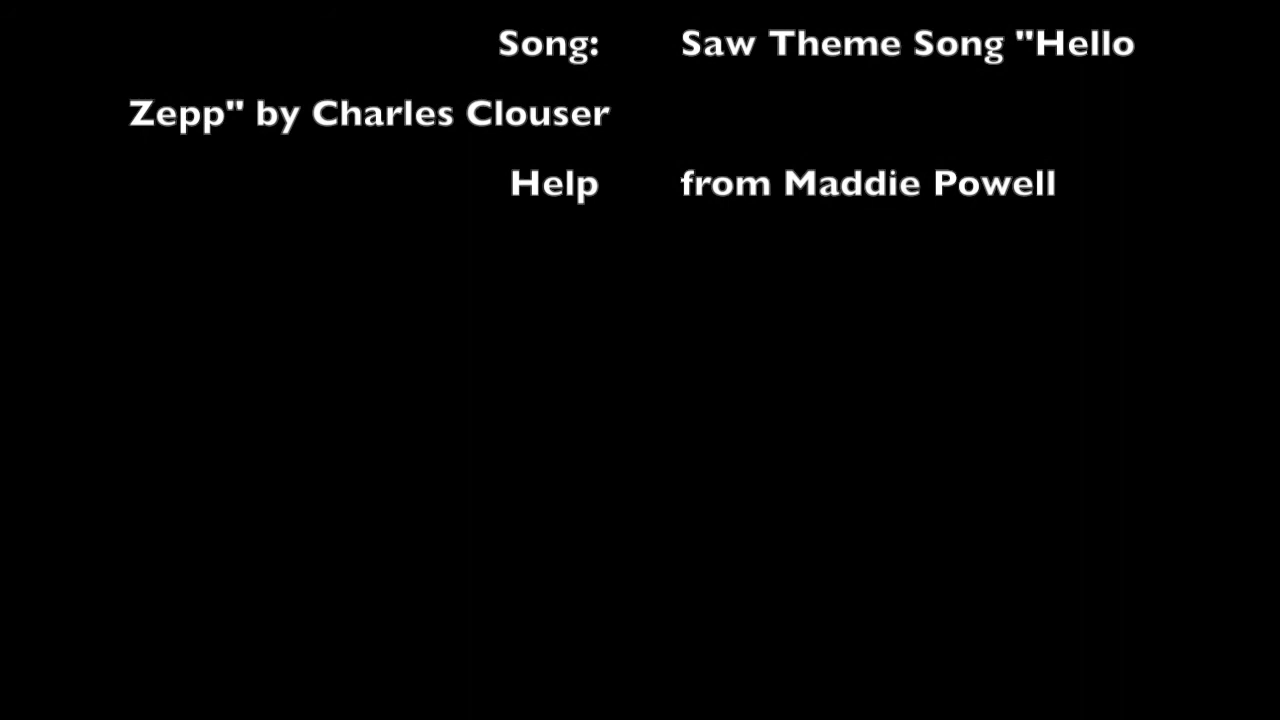 Song: Saw Theme Song "Hello
Zepp" by Charles Clouser
Help from Maddie Powell